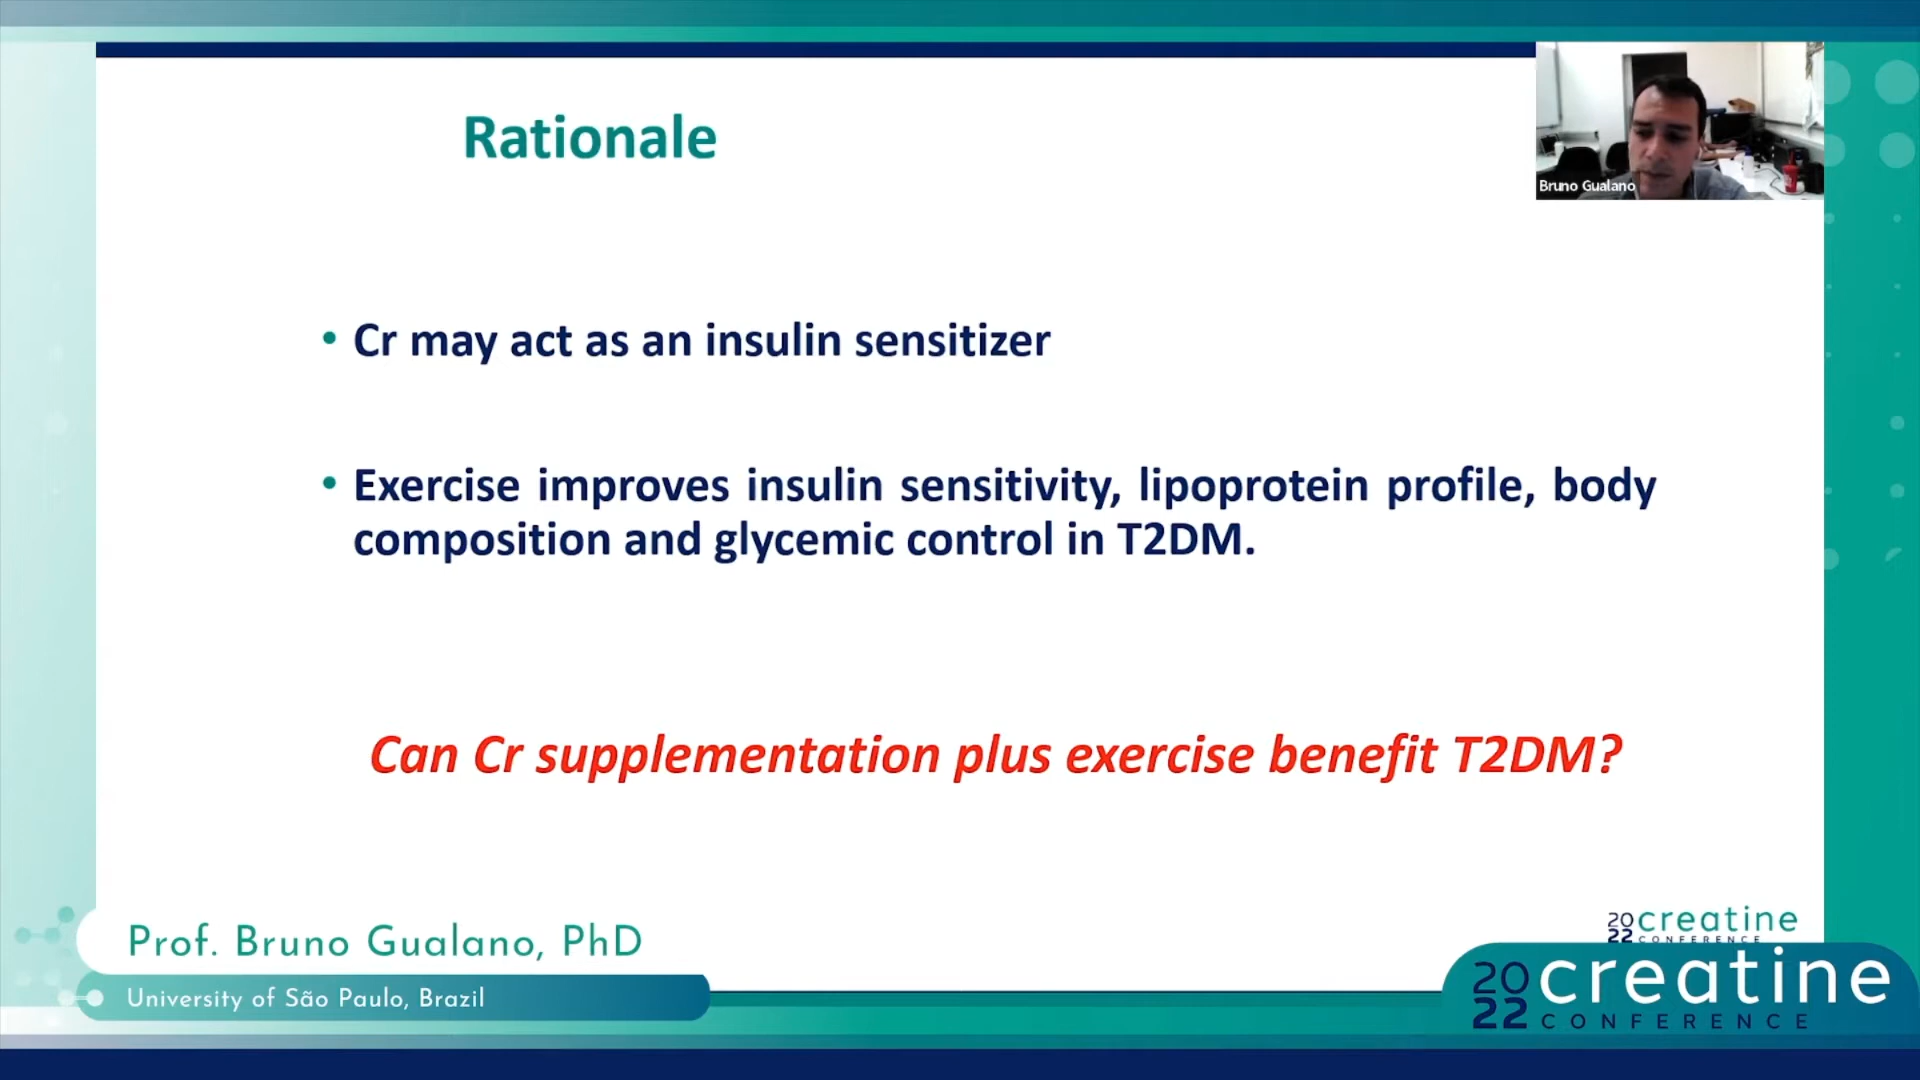 Rationale
Bruno Gualano
• Cr may act as an insulin sensitizer
• Exercise improves insulin sensitivity, lipoprotein profile, body
composition and glycemic control in T2DM.
Can Cr supplementation plus exercise benefit T2DM?
Prof. Bruno Gualano, PhD
University of São Paulo, Brazil
20
22
creatine
CONFERENCE
20
22
creatine
CONFERENCE